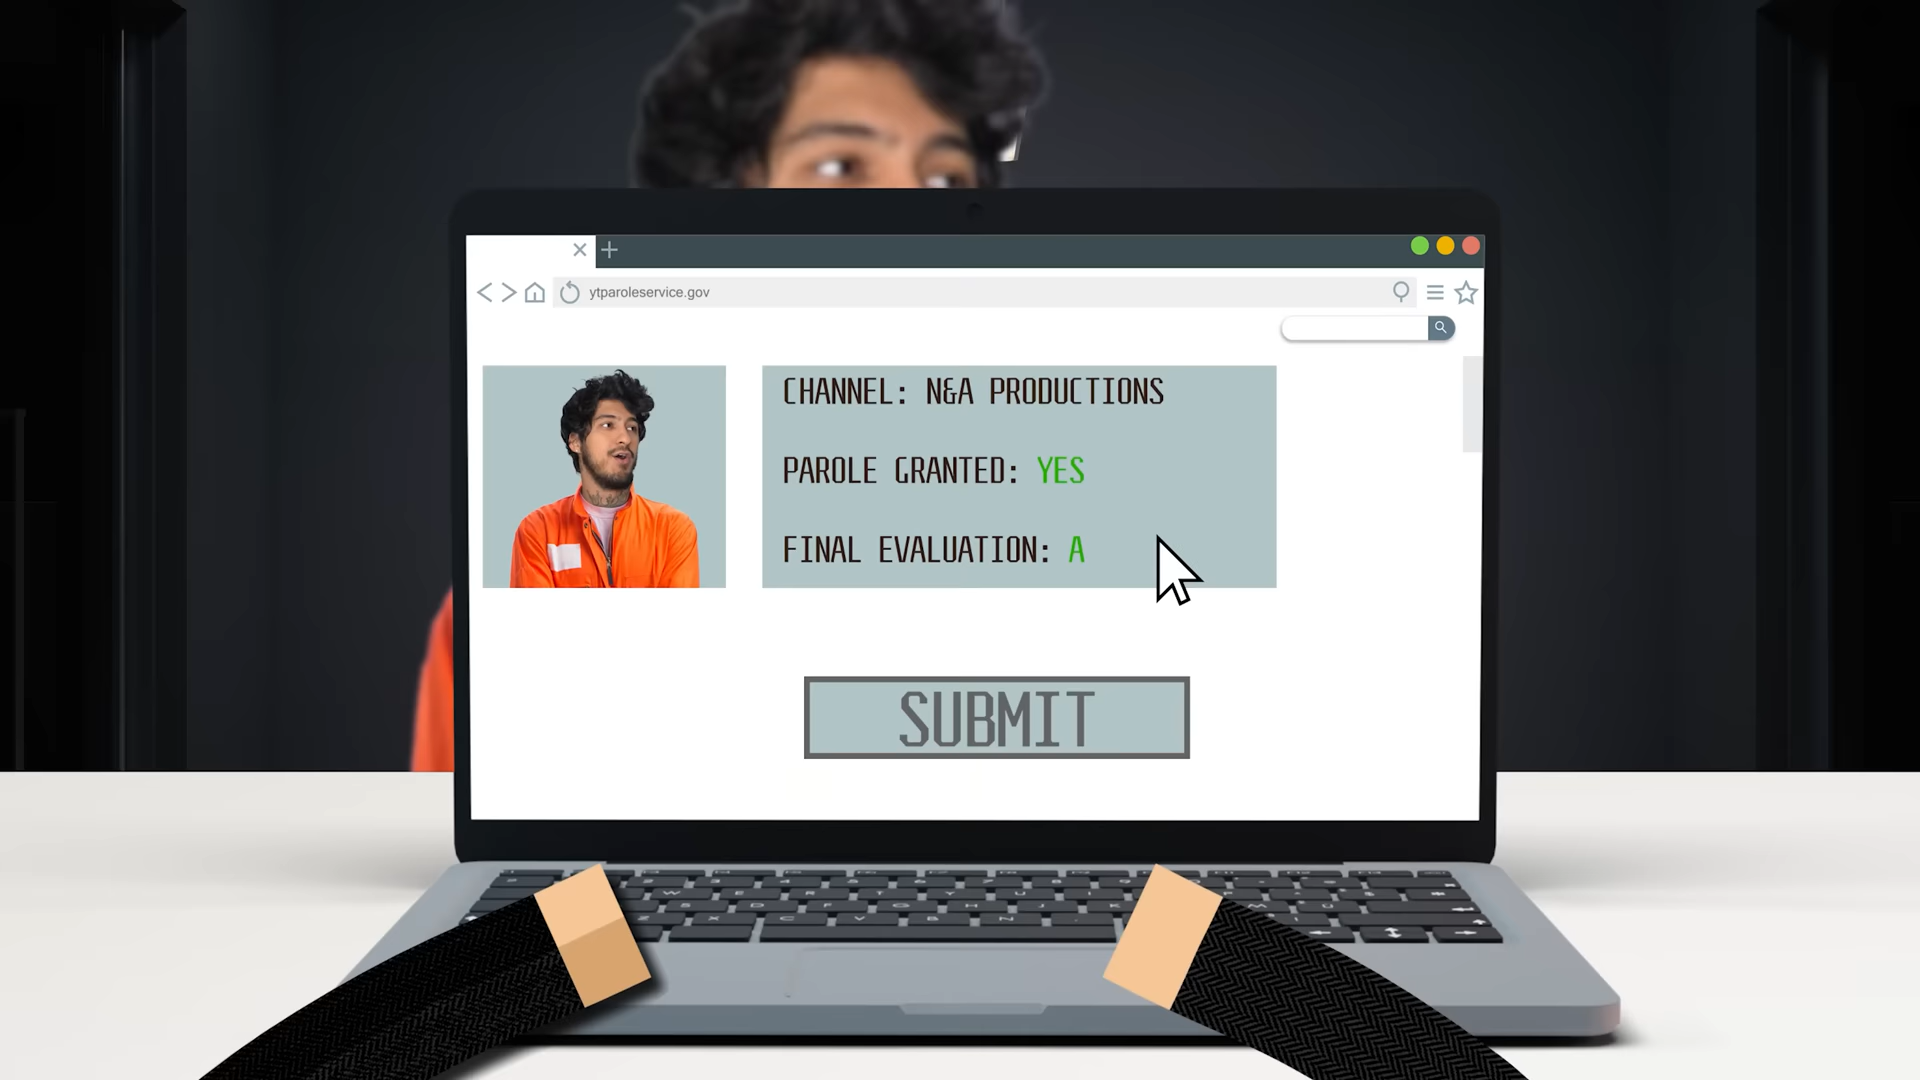 ytparoleservice.gov
CHANNEL: N&A PRODUCTIONS
PAROLE GRANTED: YES
FINAL EVALUATION: A
SUBMIT